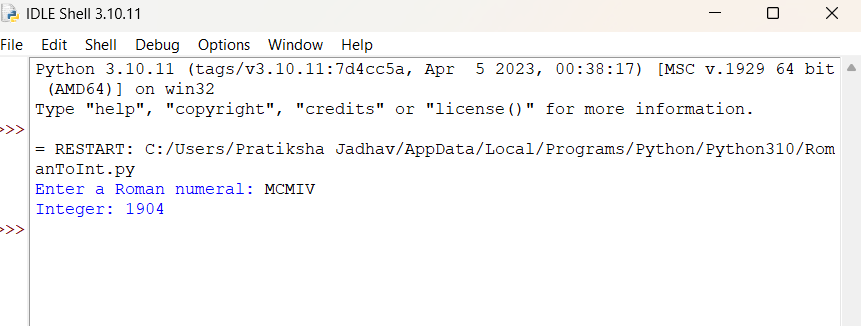 IDLE Shell 3.10.11
File Edit Shell Debug Options Window Help
Python 3.10.11 (tags/v3.10.11:7d4cc5a, Apr  5 2023, 00:38:17) [MSC v.1929 64 bit
 (AMD64)] on win32
Type "help", "copyright", "credits" or "license()" for more information.
>>>
= RESTART: C:/Users/Pratiksha Jadhav/AppData/Local/Programs/Python/Python310/Rom
anToInt.py
Enter a Roman numeral: MCMIV
Integer: 1904
>>>